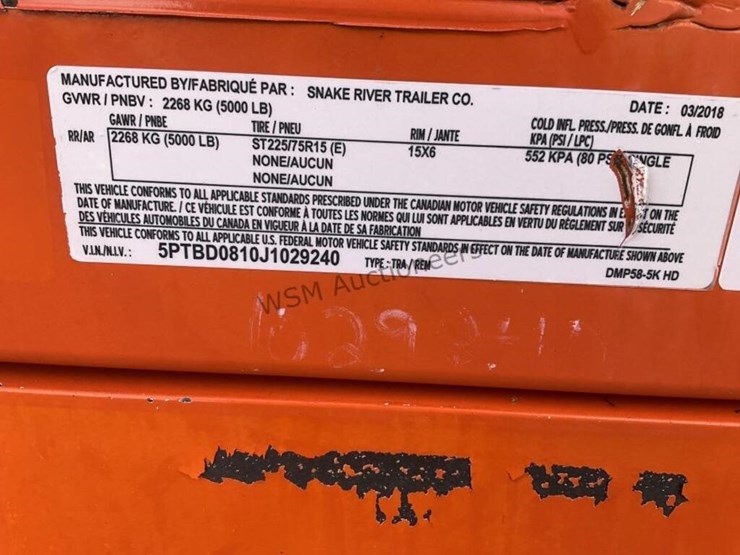 MANUFACTURED BY/FABRIQUÉ PAR : SNAKE RIVER TRAILER CO. DATE : 03/2018
GVWR / PNBV : 2268 KG (5000 LB)
GAWR / PNBE TIRE / PNEU RIM / JANTE COLD INFL. PRESS./PRESS. DE GONFL. À FROID
KPA (PSI / LPC)
RR/AR 2268 KG (5000 LB) ST225/75R15 (E) 15X6 552 KPA (80
NONE/AUCUN
NONE/AUCUN
THIS VEHICLE CONFORMS TO ALL APPLICABLE STANDARDS PRESCRIBED UNDER THE CANADIAN MOTOR VEHICLE SAFETY REGULATIONS IN ON THE
DATE OF MANUFACTURE. / CE VÉHICULE EST CONFORME À TOUTES LES NORMES QUI LUI SONT APPLICABLES EN VERTU DU RÈGLEMENT SUR SÉCURITÉ
DES VÉHICULES AUTOMOBILES DU CANADA EN VIGUEUR À LA DATE DE SA FABRICATION
THIS VEHICLE CONFORMS TO ALL APPLICABLE U.S. FEDERAL MOTOR VEHICLE SAFETY STANDARDS IN EFFECT ON THE DATE OF MANUFACTURE SHOWN ABOVE
V.I.N./N.I.V. : 5PTBD0810J1029240 TYPE : TRA / REM DMP58-5K HD
WSM Auctioneers